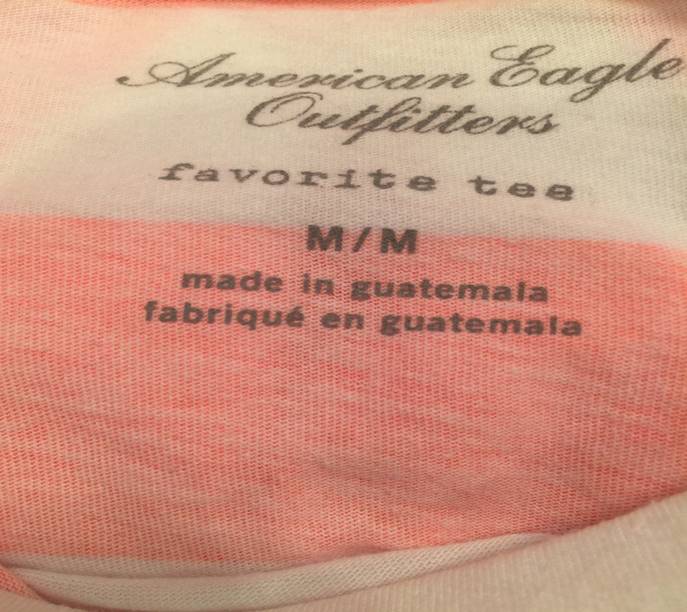 American Eagle
Outfitters
favorite tee
M/M
made in guatemala
fabriqué en guatemala